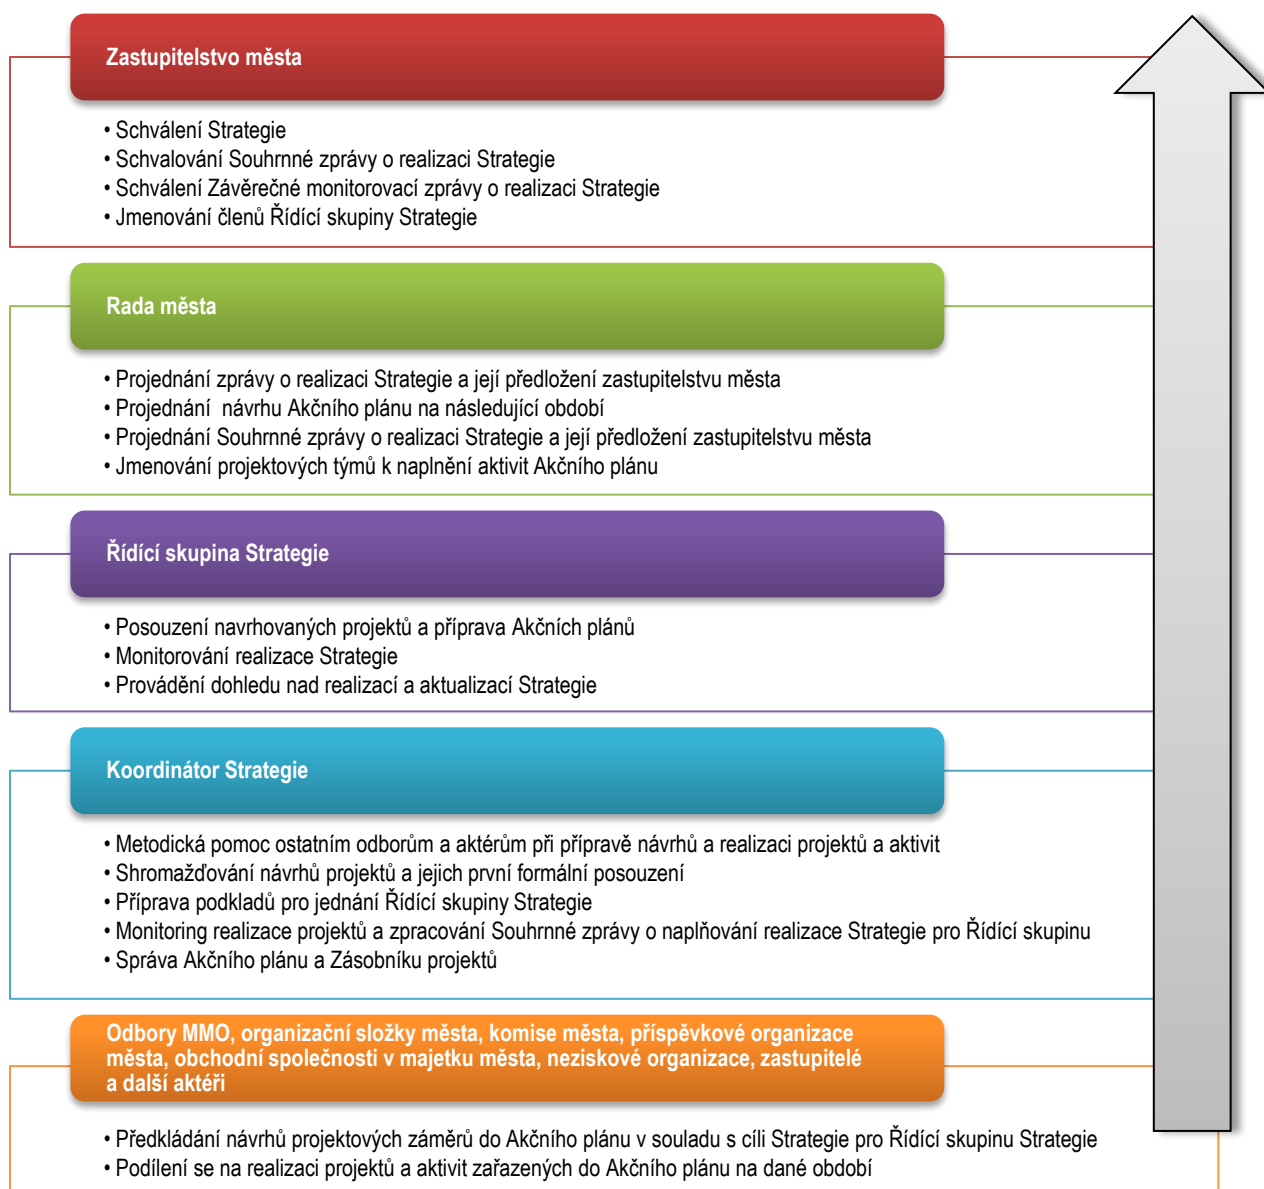 Zastupitelstvo města
• Schválení Strategie
• Schvalování Souhrnné zprávy o realizaci Strategie
• Schválení Závěrečné monitorovací zprávy o realizaci Strategie
• Jmenování členů Řídící skupiny Strategie
Rada města
• Projednání zprávy o realizaci Strategie a její předložení zastupitelstvu města
• Projednání návrhu Akčního plánu na následující období
• Projednání Souhrnné zprávy o realizaci Strategie a její předložení zastupitelstvu města
• Jmenování projektových týmů k naplnění aktivit Akčního plánu
Řídící skupina Strategie
• Posouzení navrhovaných projektů a příprava Akčních plánů
• Monitorování realizace Strategie
• Provádění dohledu nad realizací a aktualizací Strategie
Koordinátor Strategie
• Metodická pomoc ostatním odborům a aktérům při přípravě návrhů a realizaci projektů a aktivit
• Shromažďování návrhů projektů a jejich první formální posouzení
• Příprava podkladů pro jednání Řídící skupiny Strategie
• Monitoring realizace projektů a zpracování Souhrnné zprávy o naplňování realizace Strategie pro Řídící skupinu
• Správa Akčního plánu a Zásobníku projektů
Odbory MMO, organizační složky města, komise města, příspěvkové organizace
města, obchodní společnosti v majetku města, neziskové organizace, zastupitelé
a další aktéři
• Předkládání návrhů projektových záměrů do Akčního plánu v souladu s cíli Strategie pro Řídící skupinu Strategie
• Podílení se na realizaci projektů a aktivit zařazených do Akčního plánu na dané období